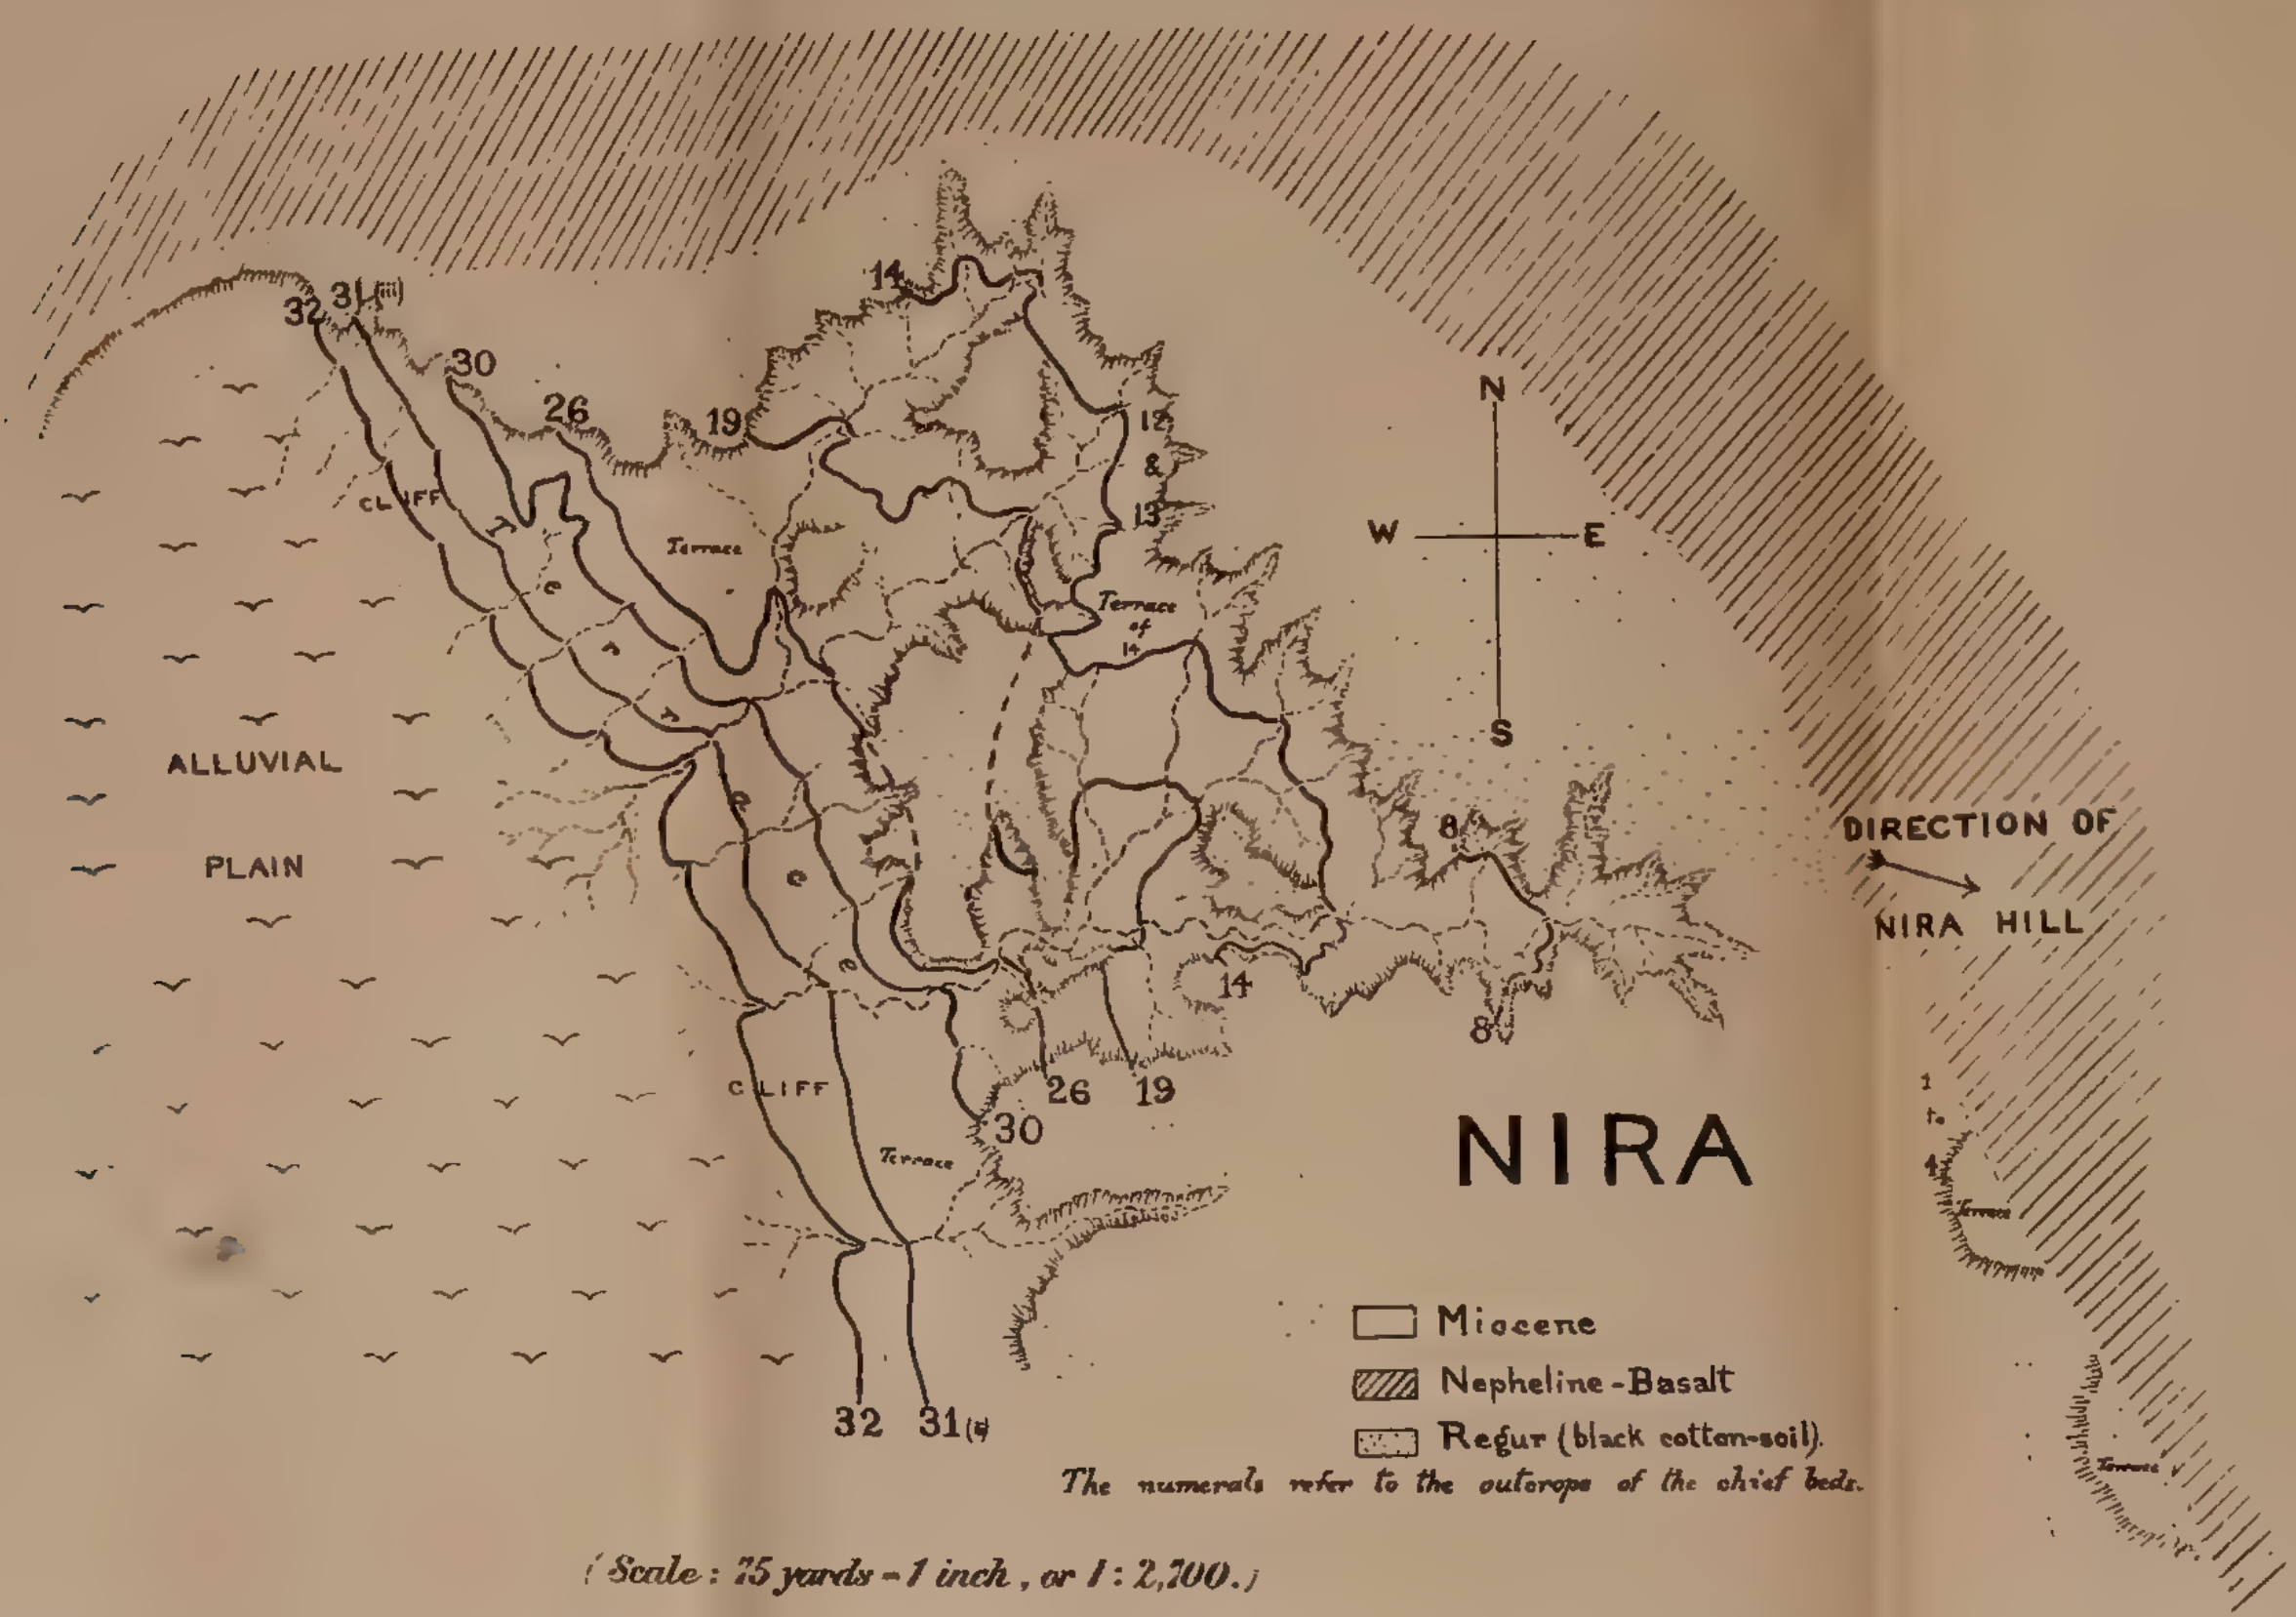 14
32 31 (iii)
30
26
19
N
12
&
13
CLIFF
W E
Terrace
Terrace
of
14
S
ALLUVIAL
PLAIN
8
DIRECTION OF
NIRA HILL
14
8
CLIFF
26 19
30
1
to
4
Terrace
Terrace
NIRA
Miocene
Nepheline-Basalt
32 31
Regur (black cotton-soil).
Terrace
The numerals refer to the outcrops of the chief beds.
(Scale: 75 yards = 1 inch, or 1:2,700.)